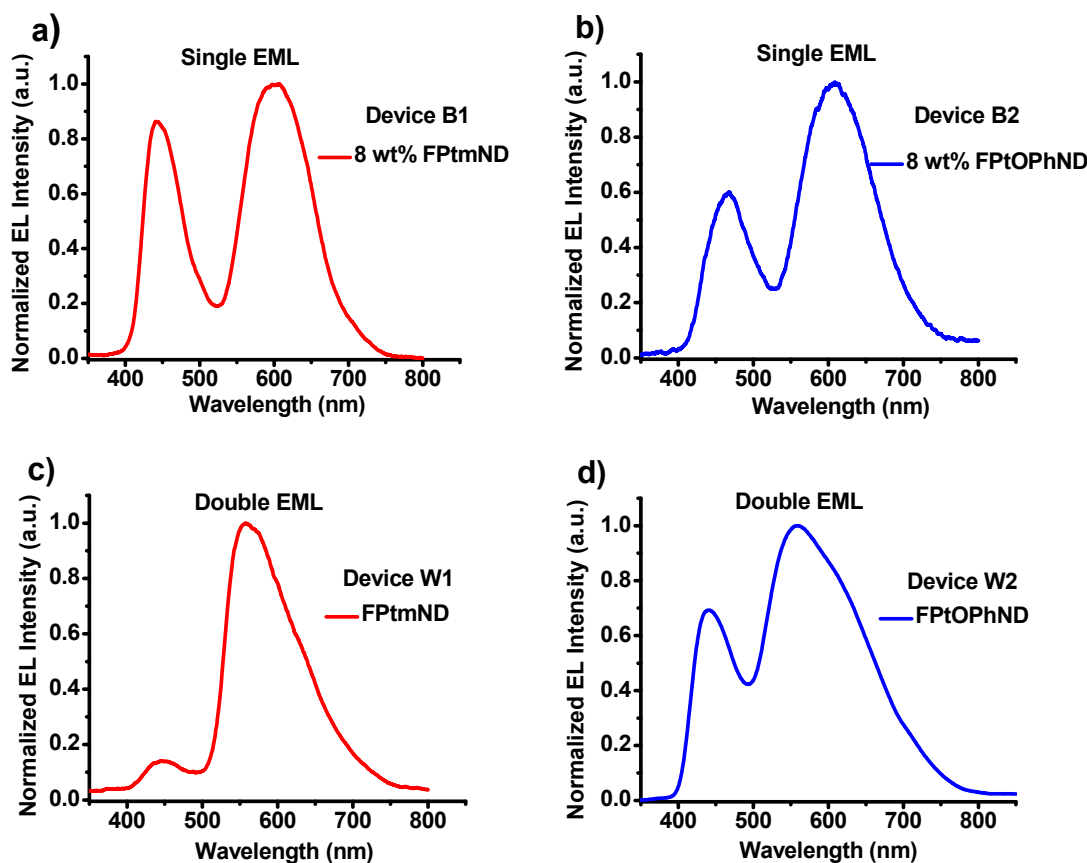 a)
Single EML
Normalized EL Intensity (a.u.)
1.0
0.8
0.6
0.4
0.2
0.0
Device B1
8 wt% FPtmND
400 500 600 700 800
Wavelength (nm)
b)
Single EML
Normalized EL Intensity (a.u.)
1.0
0.8
0.6
0.4
0.2
0.0
Device B2
8 wt% FPtOPhND
400 500 600 700 800
Wavelength (nm)
c)
Double EML
Normalized EL Intensity (a.u.)
1.0
0.8
0.6
0.4
0.2
0.0
Device W1
FPtmND
400 500 600 700 800
Wavelength (nm)
d)
Double EML
Normalized EL Intensity (a.u.)
1.0
0.8
0.6
0.4
0.2
0.0
Device W2
FPtOPhND
400 500 600 700 800
Wavelength (nm)